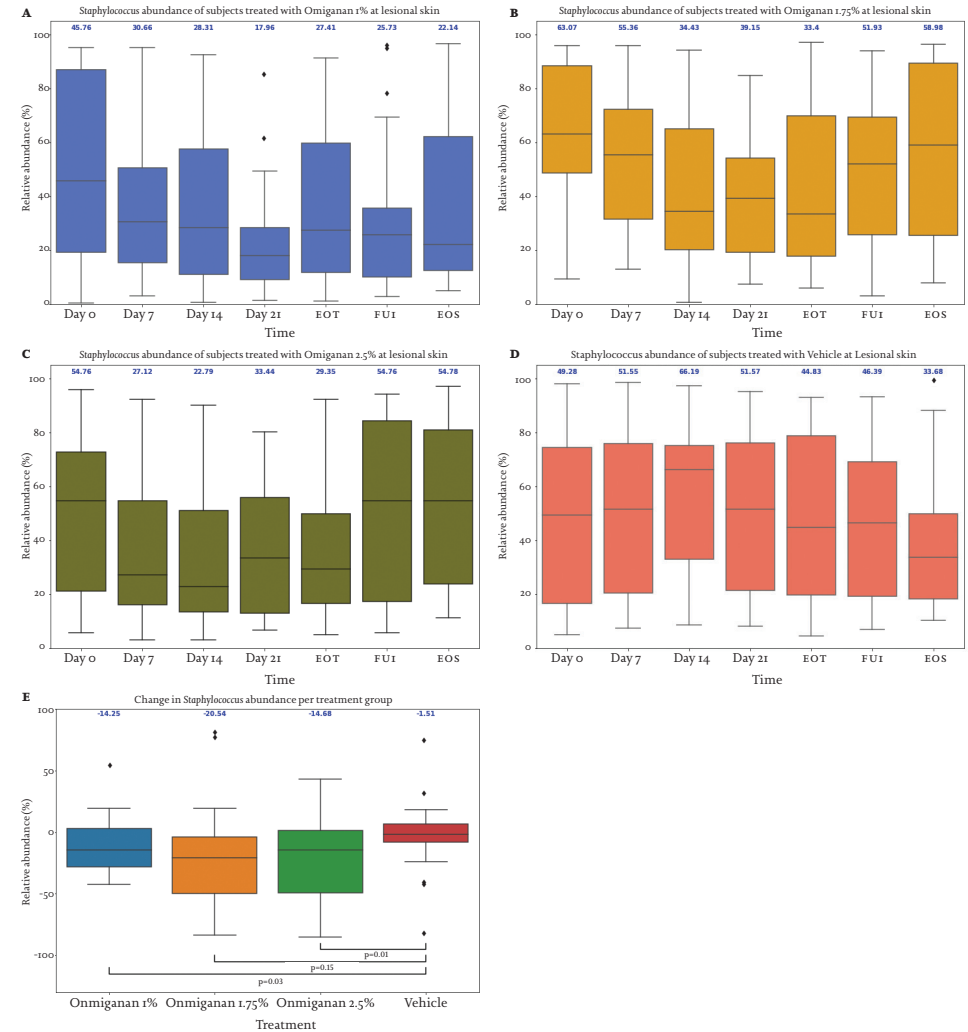 A
Staphylococcus abundance of subjects treated with Omiganan 1% at lesional skin
45.76 30.66 28.31 17.96 27.41 25.73 22.14
100
80
60
40
20
0
Relative abundance (%)
Day 0 Day 7 Day 14 Day 21 EOT FU1 EOS
Time
B
Staphylococcus abundance of subjects treated with Omiganan 1.75% at lesional skin
63.07 55.36 34.43 39.15 33.4 51.93 58.98
100
80
60
40
20
0
Relative abundance (%)
Day 0 Day 7 Day 14 Day 21 EOT FU1 EOS
Time
C
Staphylococcus abundance of subjects treated with Omiganan 2.5% at lesional skin
54.76 27.12 22.79 33.44 29.35 54.76 54.78
100
80
60
40
20
0
Relative abundance (%)
Day 0 Day 7 Day 14 Day 21 EOT FU1 EOS
Time
D
Staphylococcus abundance of subjects treated with Vehicle at Lesional skin
49.28 51.55 66.19 51.57 44.83 46.39 33.68
100
80
60
40
20
0
Relative abundance (%)
Day 0 Day 7 Day 14 Day 21 EOT FU1 EOS
Time
E
Change in Staphylococcus abundance per treatment group
-14.25 -20.54 -14.68 -1.51
100
50
0
-50
-100
Relative abundance (%)
p=0.01
p=0.15
p=0.03
Onmiganan 1% Onmiganan 1.75% Onmiganan 2.5% Vehicle
Treatment